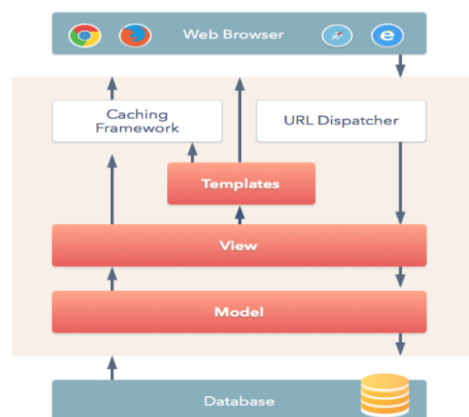 Web Browser
Caching
Framework
URL Dispatcher
Templates
View
Model
Database